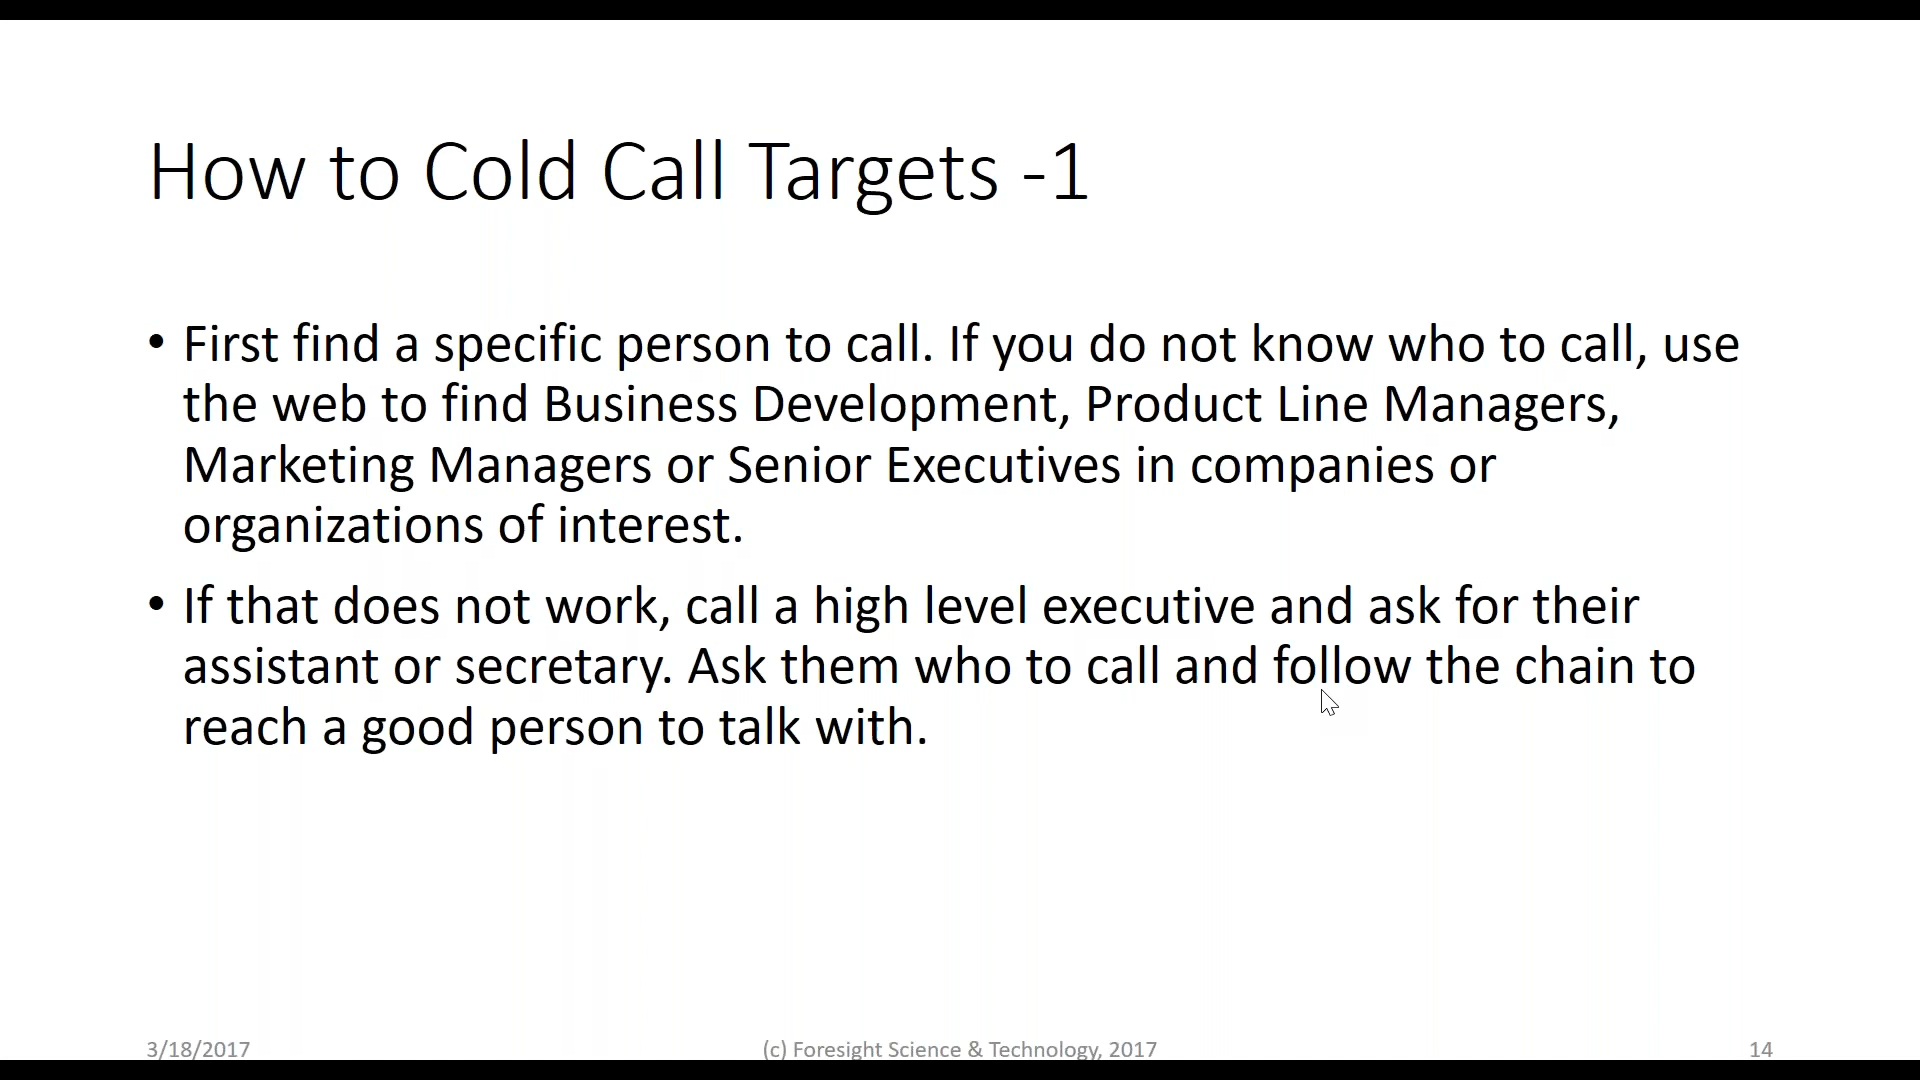 How to Cold Call Targets -1
• First find a specific person to call. If you do not know who to call, use
the web to find Business Development, Product Line Managers,
Marketing Managers or Senior Executives in companies or
organizations of interest.
• If that does not work, call a high level executive and ask for their
assistant or secretary. Ask them who to call and follow the chain to
reach a good person to talk with.
3/18/2017 (c) Foresight Science & Technology, 2017 14